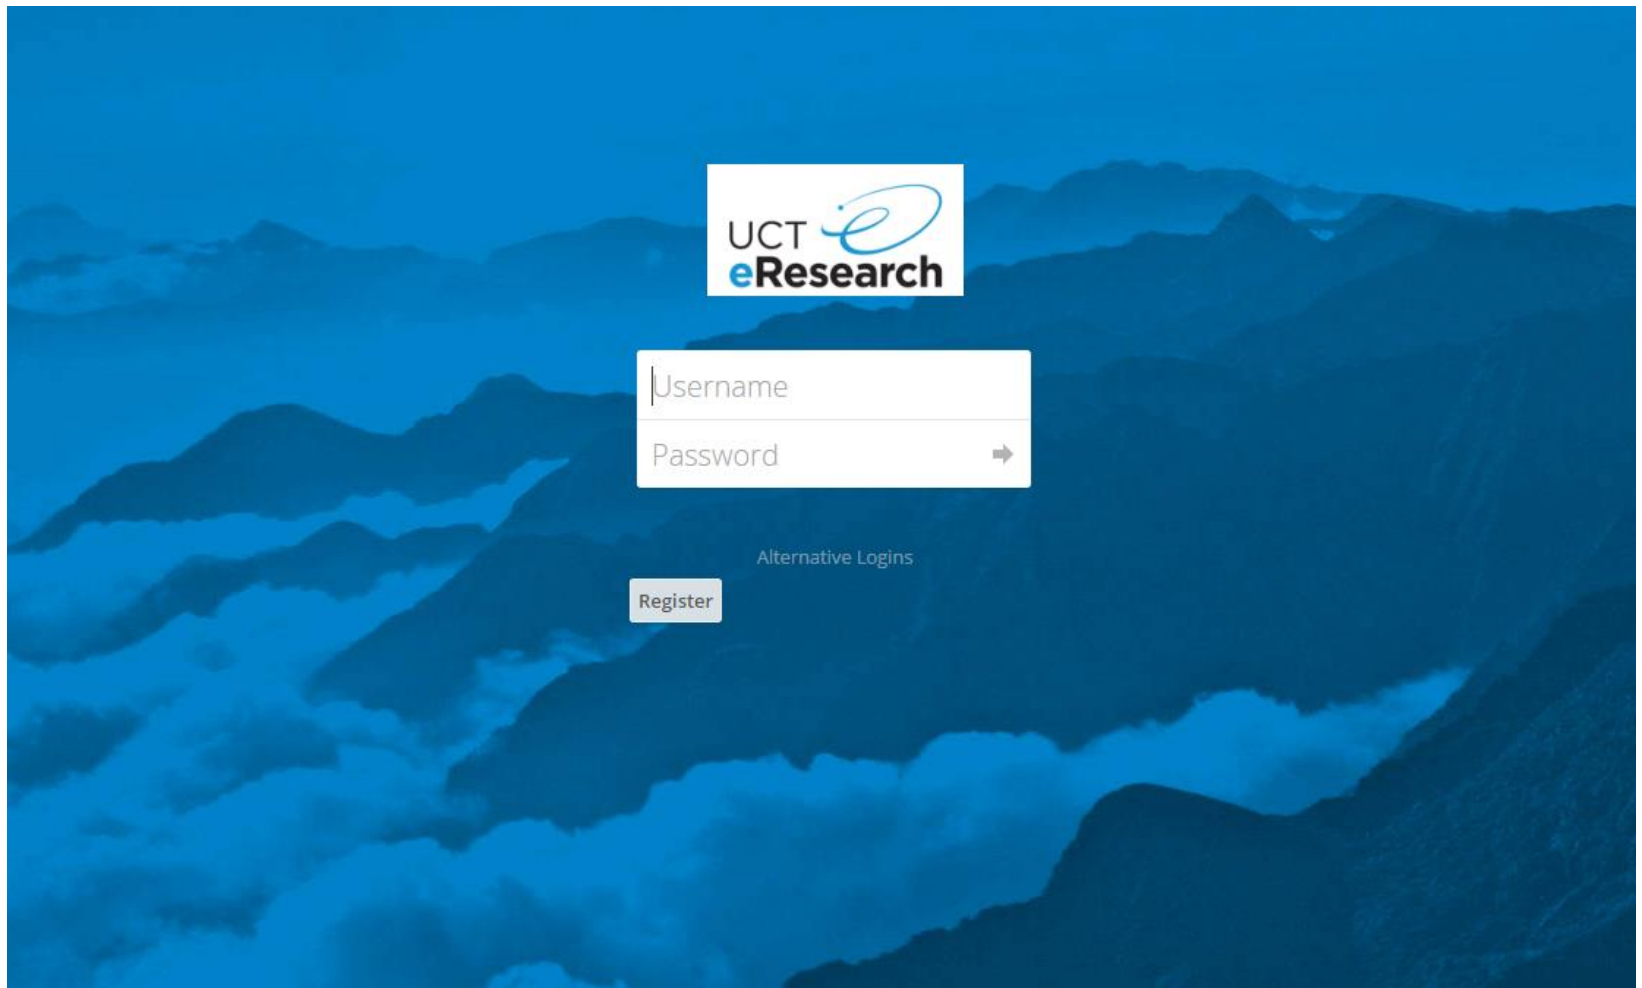 UCT
eResearch
Username
Password
Alternative Logins
Register